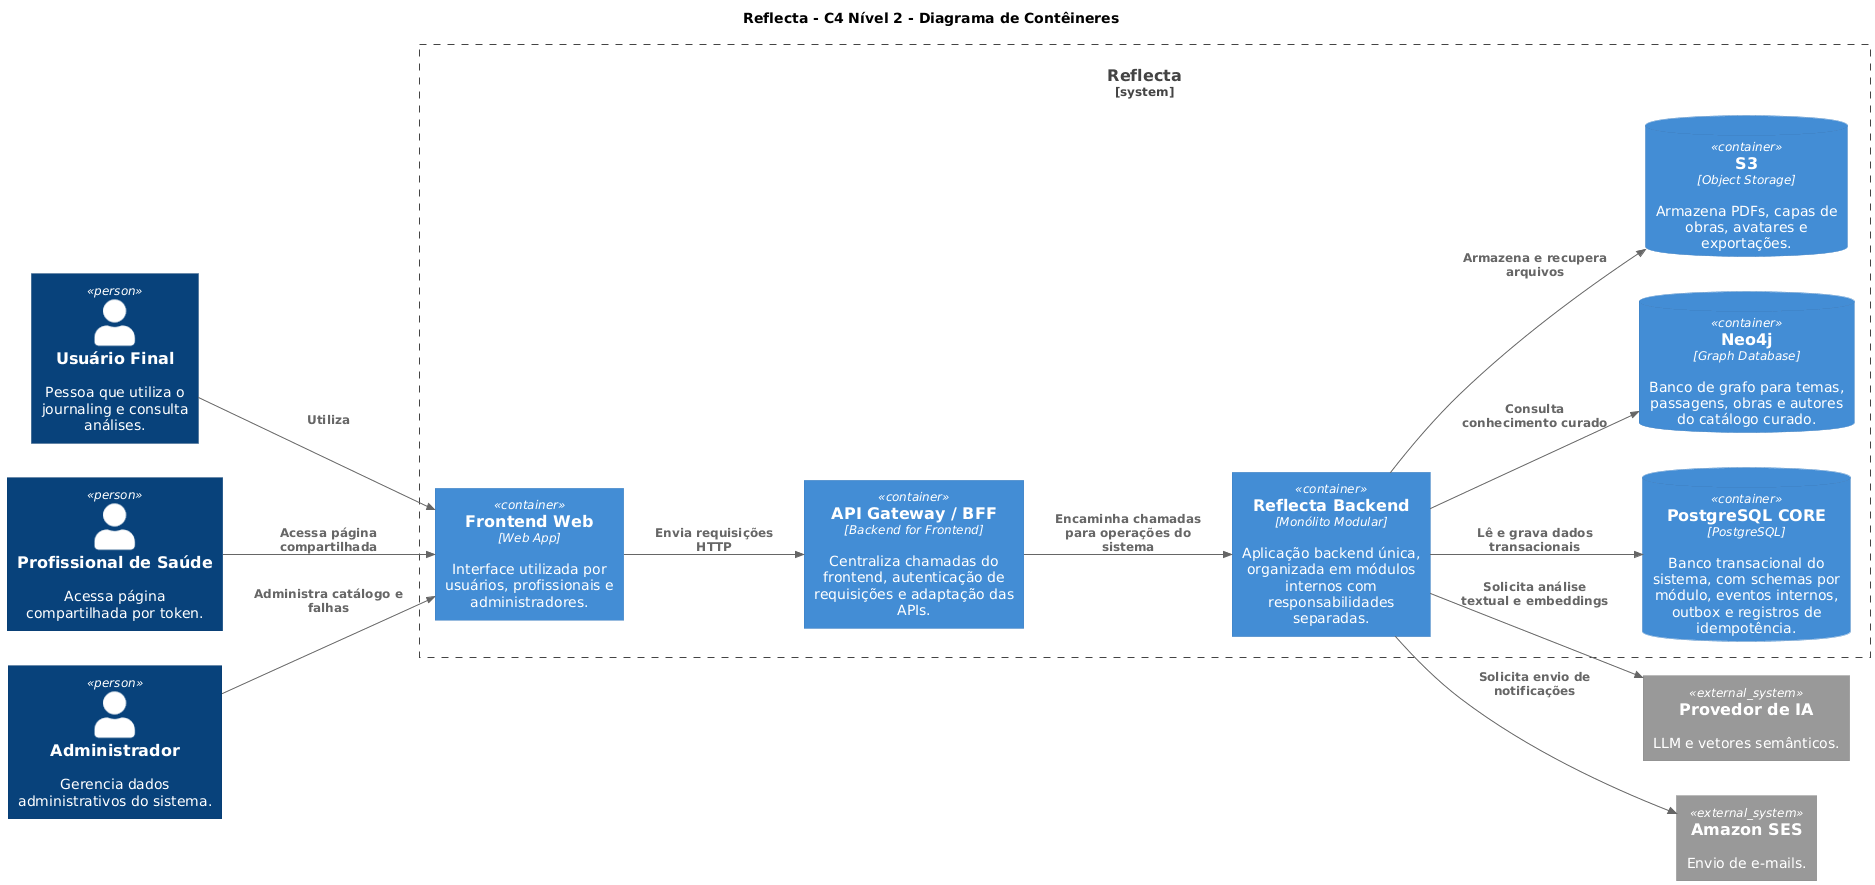 Reflecta - C4 Nível 2 - Diagrama de Contêineres
Reflecta
[system]
«person»
Usuário Final
Pessoa que utiliza o
journaling e consulta
análises.
«person»
Profissional de Saúde
Acessa página
compartilhada por token.
«person»
Administrador
Gerencia dados
administrativos do sistema.
Utiliza
Acessa página
compartilhada
Administra catálogo e
falhas
«container»
Frontend Web
[Web App]
Interface utilizada por
usuários, profissionais e
administradores.
Envia requisições
HTTP
«container»
API Gateway / BFF
[Backend for Frontend]
Centraliza chamadas do
frontend, autenticação de
requisições e adaptação das
APIs.
Encaminha chamadas
para operações do
sistema
«container»
Reflecta Backend
[Monólito Modular]
Aplicação backend única,
organizada em módulos
internos com
responsabilidades
separadas.
Armazena e recupera
arquivos
Consulta
conhecimento curado
Lê e grava dados
transacionais
Solicita análise
textual e embeddings
Solicita envio de
notificações
«container»
S3
[Object Storage]
Armazena PDFs, capas de
obras, avatares e
exportações.
«container»
Neo4j
[Graph Database]
Banco de grafo para temas,
passagens, obras e autores
do catálogo curado.
«container»
PostgreSQL CORE
[PostgreSQL]
Banco transacional do
sistema, com schemas por
módulo, eventos internos,
outbox e registros de
idempotência.
«external_system»
Provedor de IA
LLM e vetores semânticos.
«external_system»
Amazon SES
Envio de e-mails.